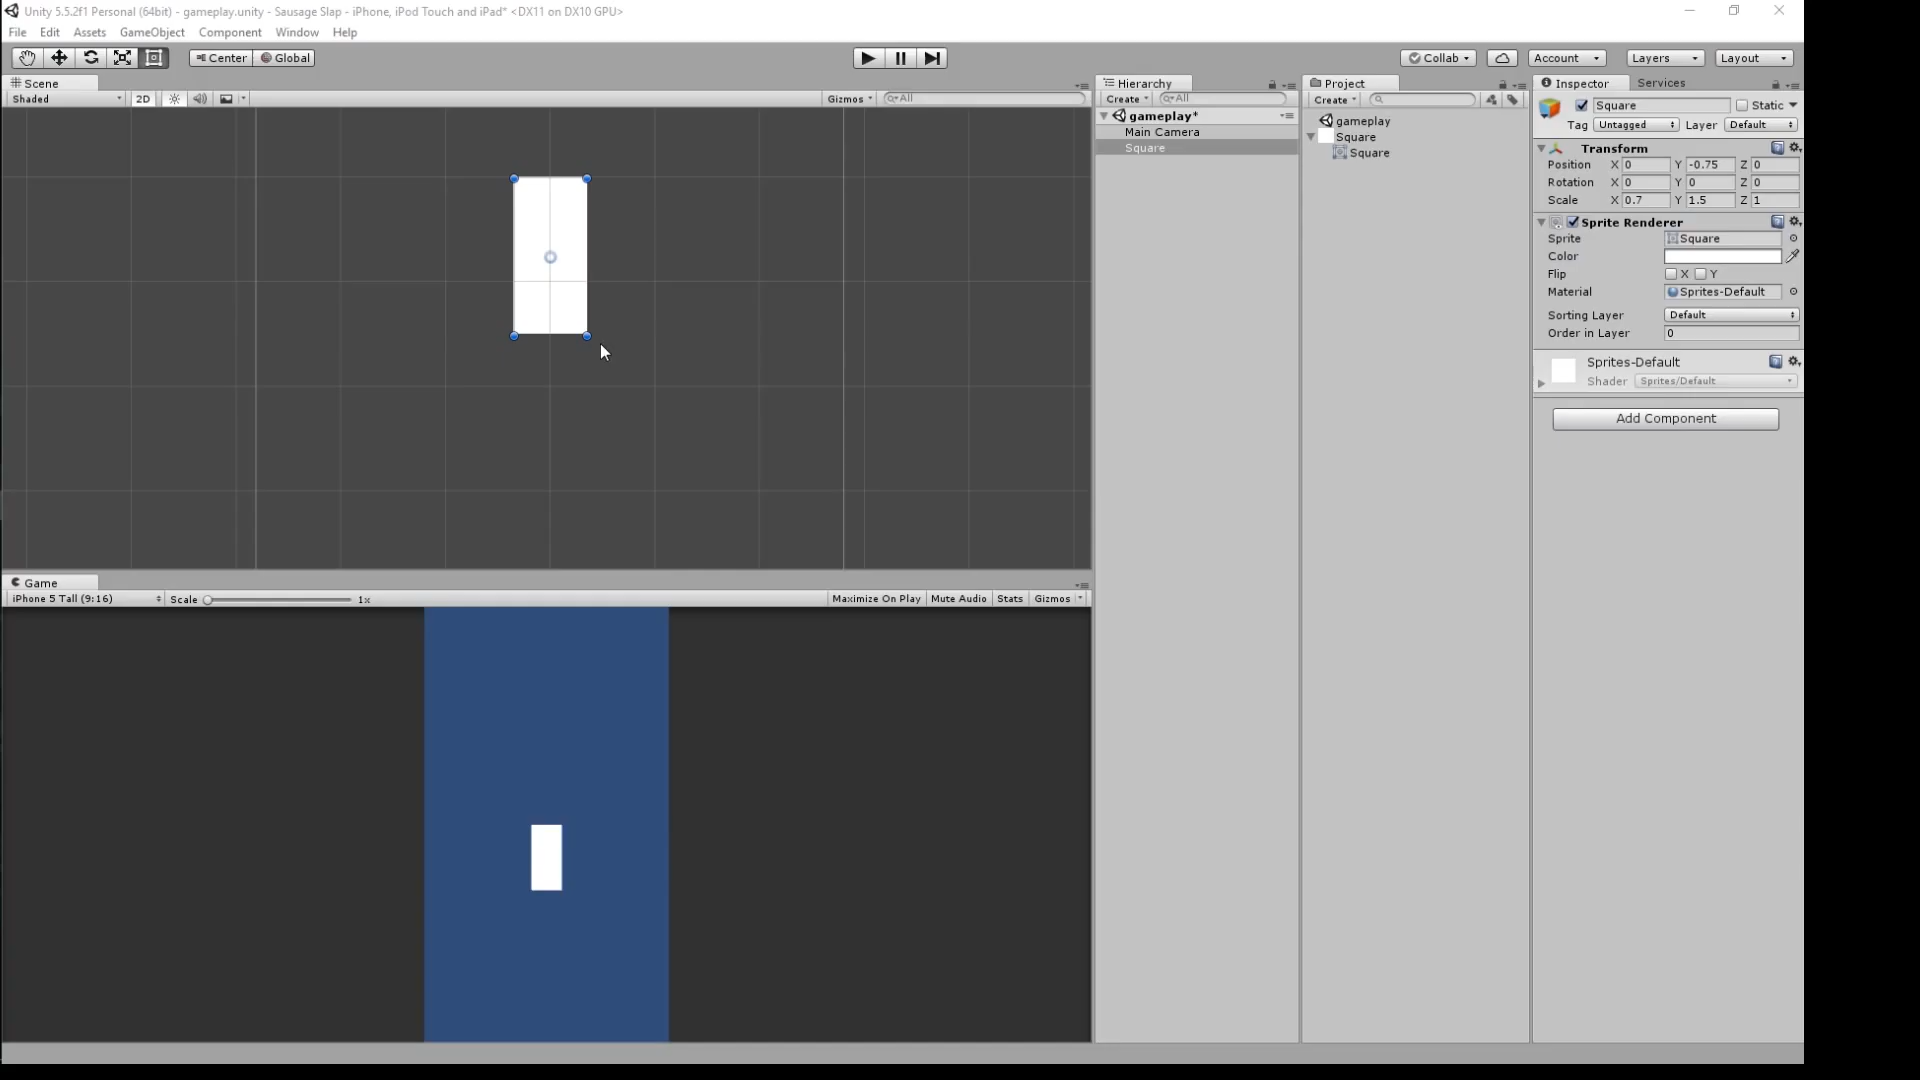 Unity 5.5.2f1 Personal (64bit) - gameplay.unity - Sausage Slap - iPhone, iPod Touch and iPad* <DX11 on DX10 GPU>
File Edit Assets GameObject Component Window Help
Center Global Collab Account Layers Layout
Scene
Shaded 2D Gizmos All
Hierarchy
Create All
gameplay*
Main Camera
Square
Project
Create
gameplay
Square
Square
Inspector Services
Square Static
Tag Untagged Layer Default
Transform
Position X 0 Y -0.75 Z 0
Rotation X 0 Y 0 Z 0
Scale X 0.7 Y 1.5 Z 1
Sprite Renderer
Sprite Square
Color
Flip X Y
Material Sprites-Default
Sorting Layer Default
Order in Layer 0
Sprites-Default
Shader Sprites/Default
Add Component
Game
iPhone 5 Tall (9:16) Scale 1x Maximize On Play Mute Audio Stats Gizmos